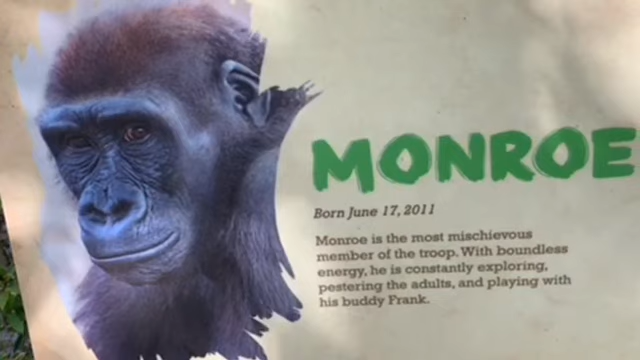 MONROE
Born June 17, 2011
Monroe is the most mischievous
member of the troop. With boundless
energy, he is constantly exploring,
pestering the adults, and playing with
his buddy Frank.